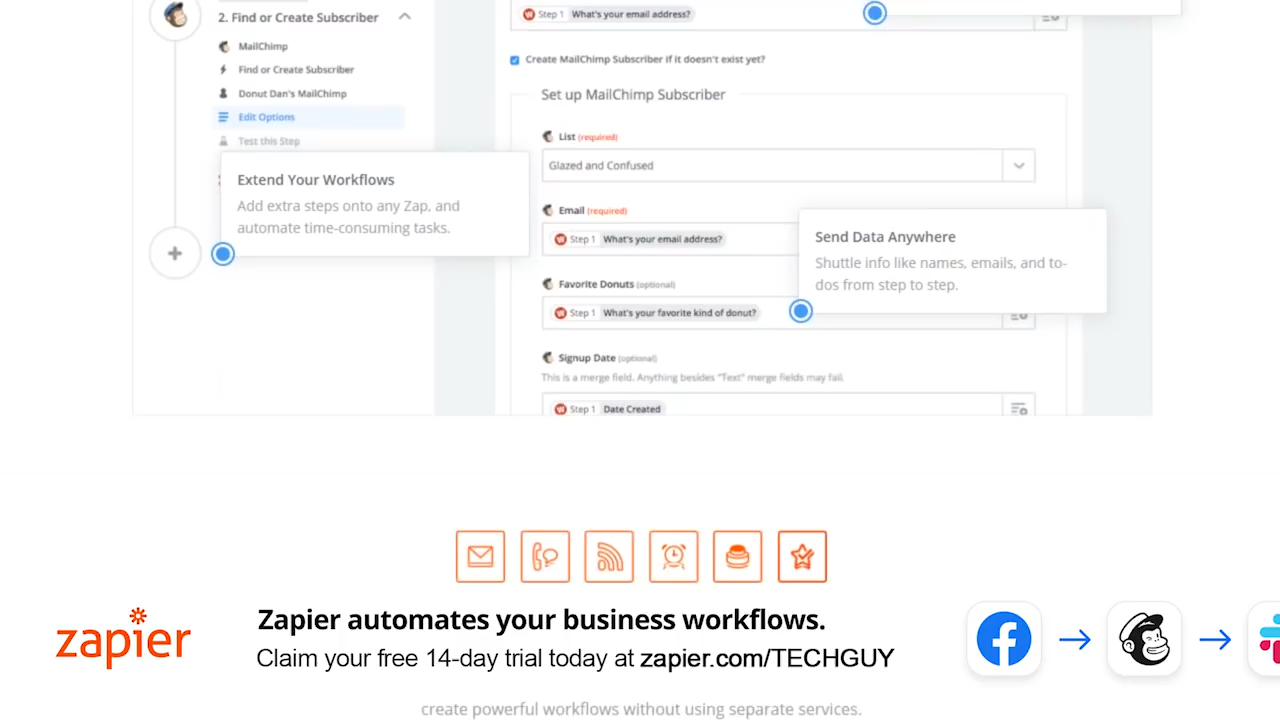 2. Find or Create Subscriber
MailChimp
Find or Create Subscriber
Donut Dan's MailChimp
Edit Options
Test this Step
Extend Your Workflows
Add extra steps onto any Zap, and
automate time-consuming tasks.
Step 1 What's your email address?
Create MailChimp Subscriber if it doesn't exist yet?
Set up MailChimp Subscriber
List (required)
Glazed and Confused
Email (required)
Step 1 What's your email address?
Send Data Anywhere
Shuttle info like names, emails, and to-
dos from step to step.
Favorite Donuts (optional)
Step 1 What's your favorite kind of donut?
Signup Date (optional)
This is a merge field. Anything besides "Text" merge fields may fail.
Step 1 Date Created
zapier
Zapier automates your business workflows.
Claim your free 14-day trial today at zapier.com/TECHGUY
create powerful workflows without using separate services.